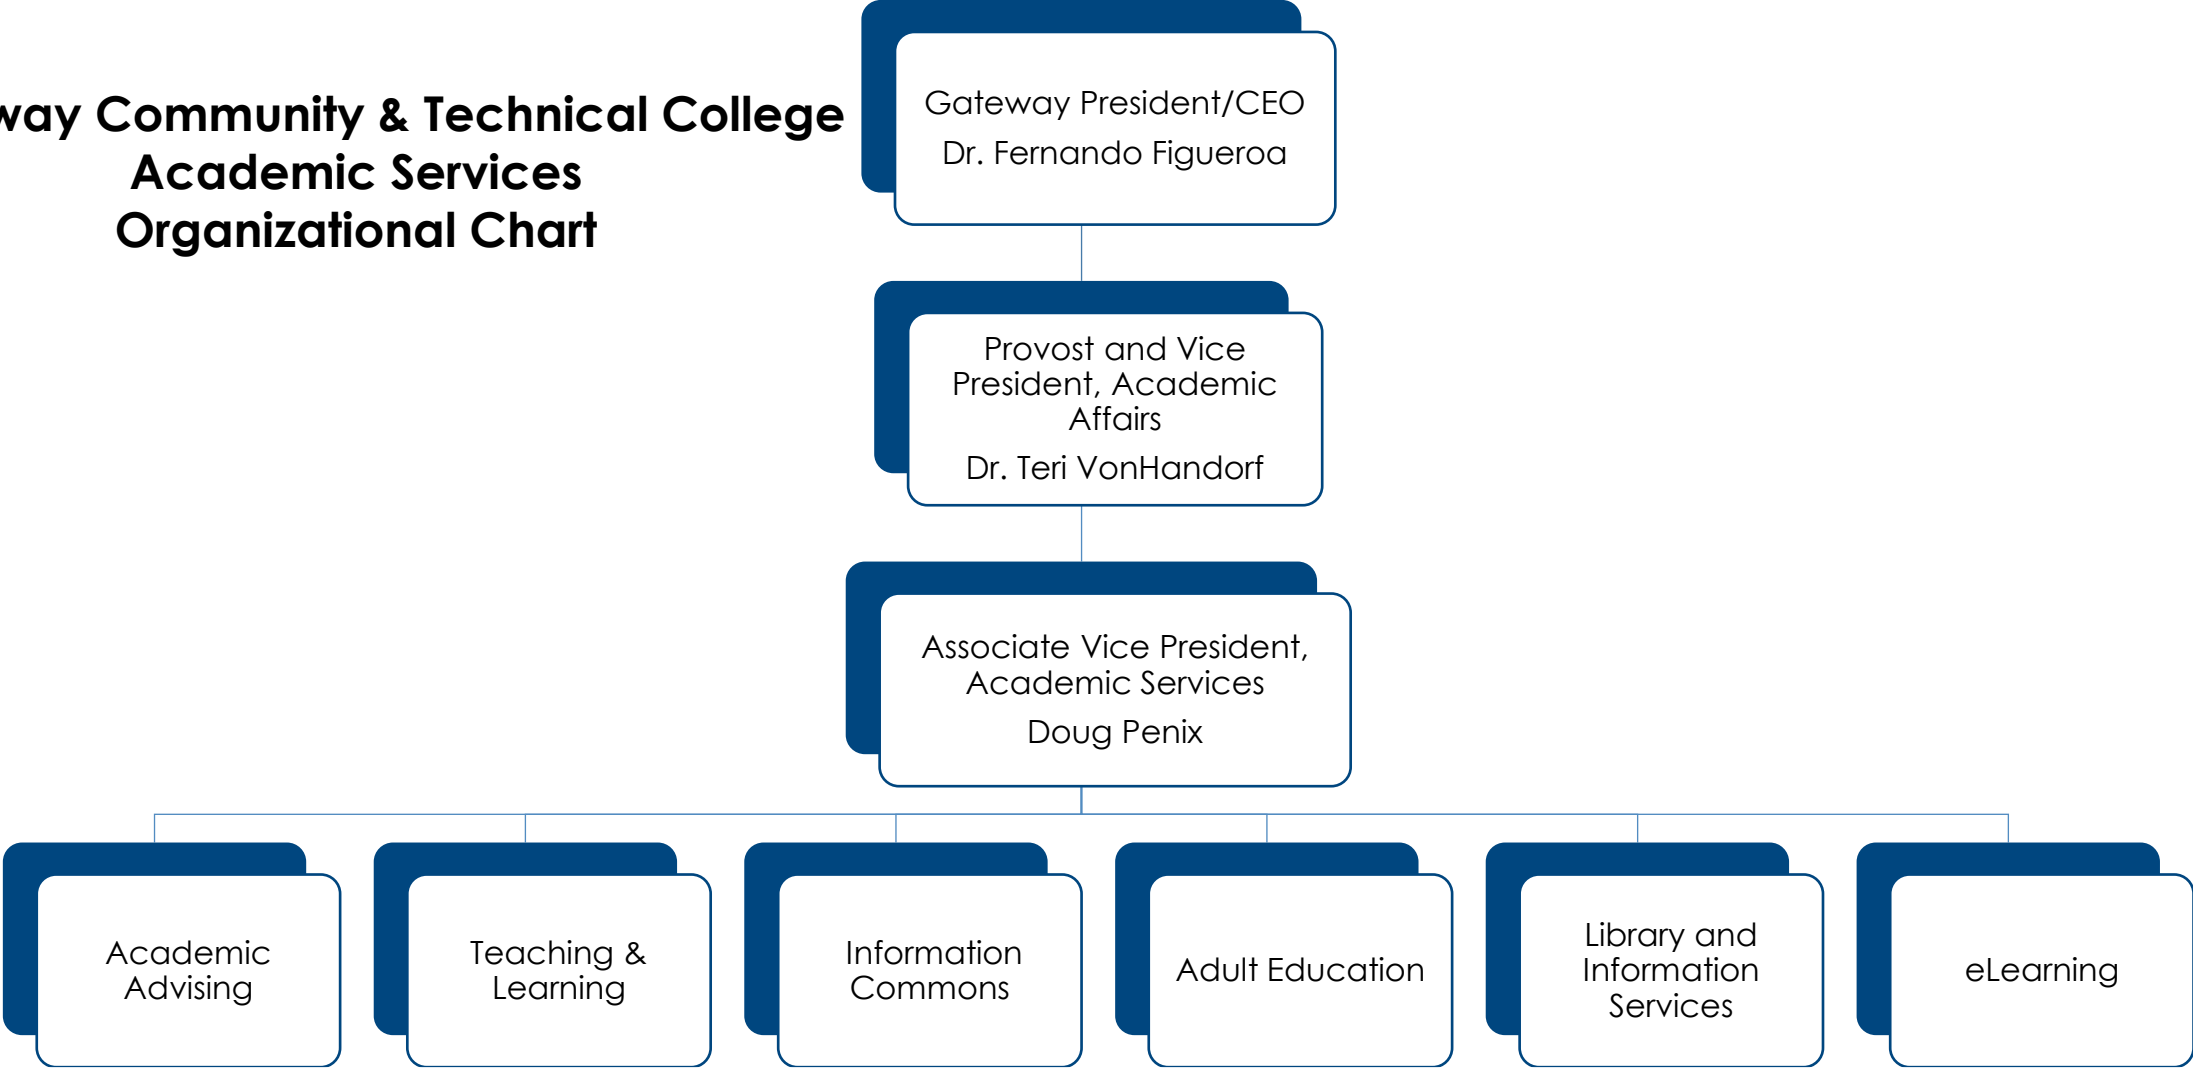 way Community & Technical College
Academic Services
Organizational Chart
Gateway President/CEO
Dr. Fernando Figueroa
Provost and Vice
President, Academic
Affairs
Dr. Teri VonHandorf
Associate Vice President,
Academic Services
Doug Penix
Academic
Advising
Teaching &
Learning
Information
Commons
Adult Education
Library and
Information
Services
eLearning